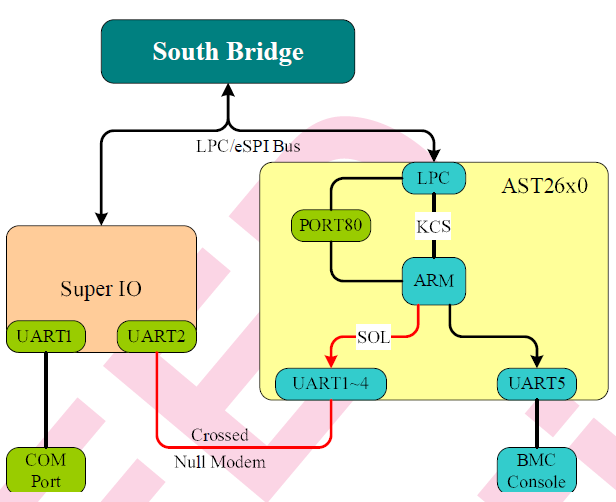 South Bridge
LPC/eSPI Bus
LPC
AST26x0
PORT80
KCS
ARM
Super IO
UART1
UART2
SOL
UART1~4
UART5
Crossed
Null Modem
COM
Port
BMC
Console